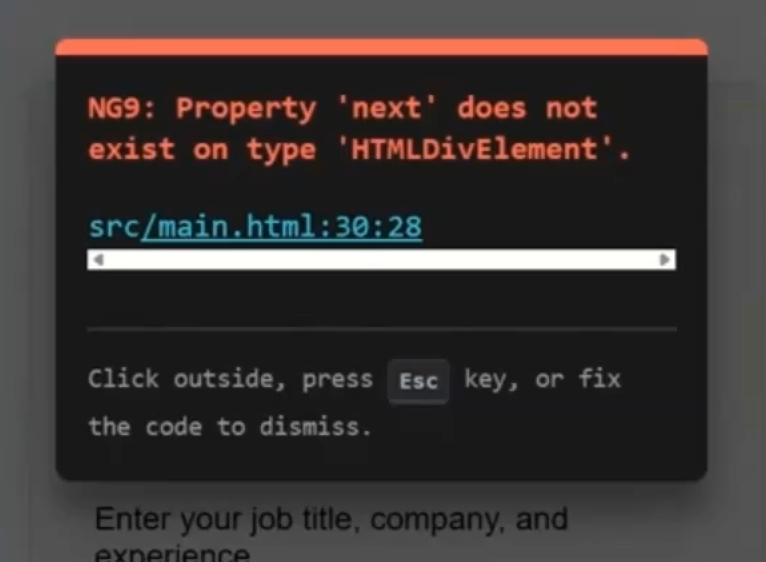 NG9: Property 'next' does not
exist on type 'HTMLDivElement'.
src/main.html:30:28
Click outside, press Esc key, or fix
the code to dismiss.
Enter your job title, company, and
experience